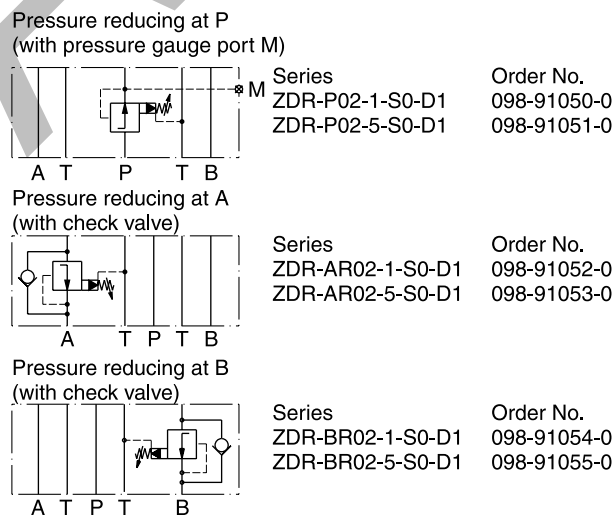 Pressure reducing at P
(with pressure gauge port M)
M
Series Order No.
ZDR-P02-1-S0-D1 098-91050-0
ZDR-P02-5-S0-D1 098-91051-0
A T P T B
Pressure reducing at A
(with check valve)
Series Order No.
ZDR-AR02-1-S0-D1 098-91052-0
ZDR-AR02-5-S0-D1 098-91053-0
A T P T B
Pressure reducing at B
(with check valve)
Series Order No.
ZDR-BR02-1-S0-D1 098-91054-0
ZDR-BR02-5-S0-D1 098-91055-0
A T P T B